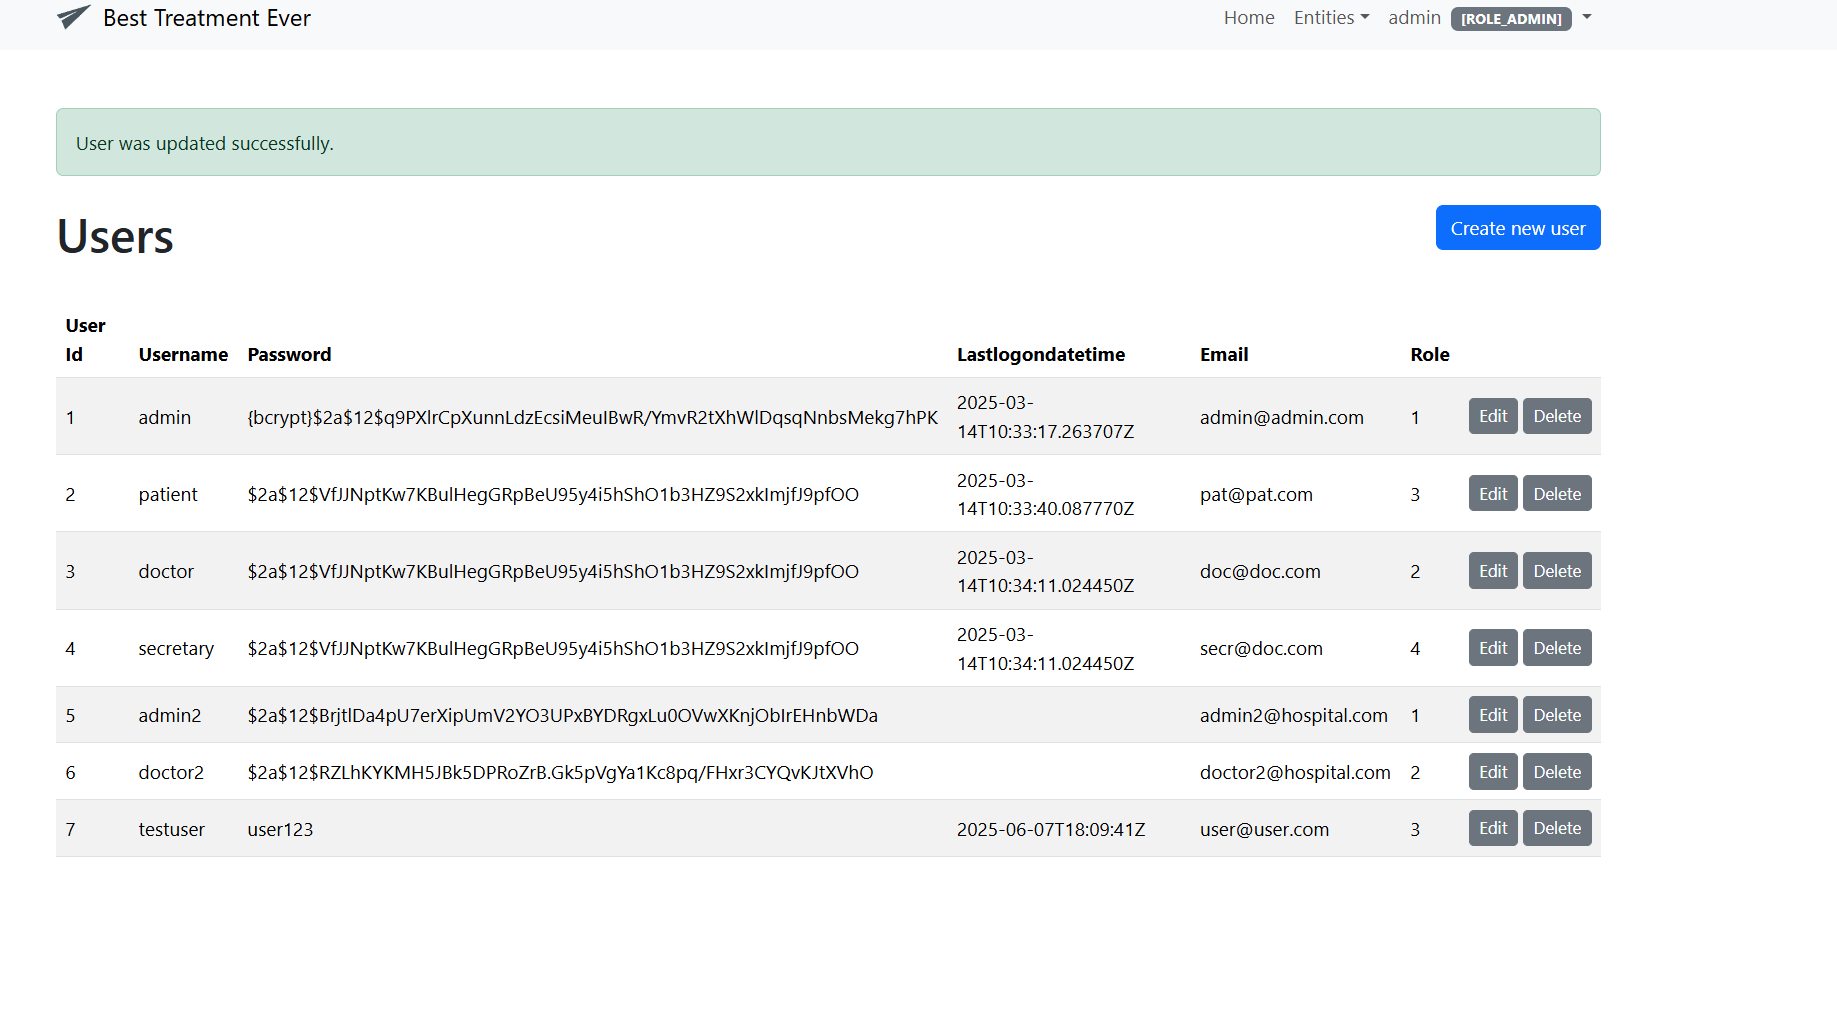 Best Treatment Ever Home Entities admin [ROLE_ADMIN]
User was updated successfully.
Users Create new user
User
Id Username Password Lastlogondatetime Email Role
1 admin {bcrypt}$2a$12$q9PXlrCpXunnLdzEcsiMeuIBwR/YmvR2tXhWlDqsqNnbsMekg7hPK 2025-03-
14T10:33:17.263707Z admin@admin.com 1 Edit Delete
2 patient $2a$12$VfJJNptKw7KBulHegGRpBeU95y4i5hShO1b3HZ9S2xkImjfJ9pfOO 2025-03-
14T10:33:40.087770Z pat@pat.com 3 Edit Delete
3 doctor $2a$12$VfJJNptKw7KBulHegGRpBeU95y4i5hShO1b3HZ9S2xkImjfJ9pfOO 2025-03-
14T10:34:11.024450Z doc@doc.com 2 Edit Delete
4 secretary $2a$12$VfJJNptKw7KBulHegGRpBeU95y4i5hShO1b3HZ9S2xkImjfJ9pfOO 2025-03-
14T10:34:11.024450Z secr@doc.com 4 Edit Delete
5 admin2 $2a$12$BrjtlDa4pU7erXipUmV2YO3UPxBYDRgxLu0OVwXKnjObIrEHnbWDa admin2@hospital.com 1 Edit Delete
6 doctor2 $2a$12$RZLhKYKMH5JBk5DPRoZrB.Gk5pVgYa1Kc8pq/FHxr3CYQvKJtXVhO doctor2@hospital.com 2 Edit Delete
7 testuser user123 2025-06-07T18:09:41Z user@user.com 3 Edit Delete